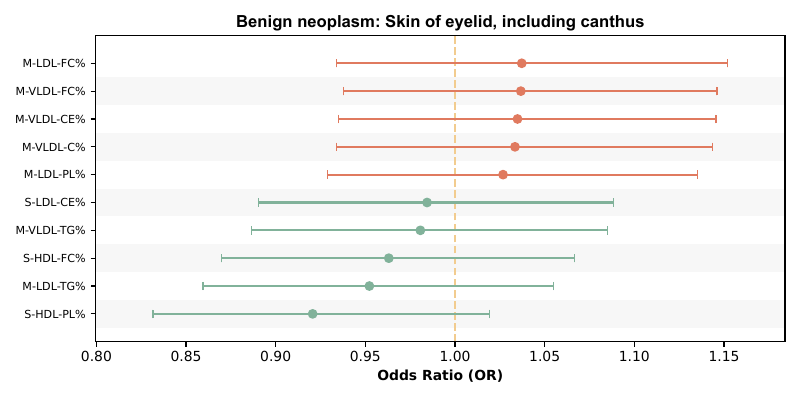 Benign neoplasm: Skin of eyelid, including canthus
M-LDL-FC%
M-VLDL-FC%
M-VLDL-CE%
M-VLDL-C%
M-LDL-PL%
S-LDL-CE%
M-VLDL-TG%
S-HDL-FC%
M-LDL-TG%
S-HDL-PL%
0.80 0.85 0.90 0.95 1.00 1.05 1.10 1.15
Odds Ratio (OR)